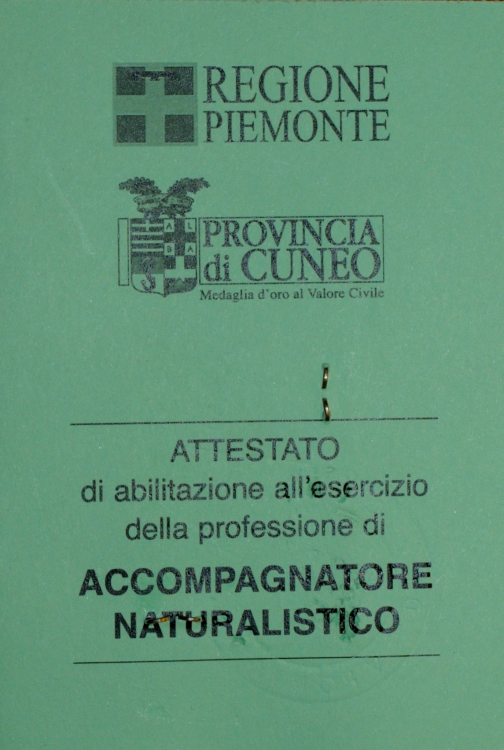 REGIONE
PIEMONTE
PROVINCIA
di CUNEO
Medaglia d'oro al Valore Civile
ATTESTATO
di abilitazione all'esercizio
della professione di
ACCOMPAGNATORE
NATURALISTICO